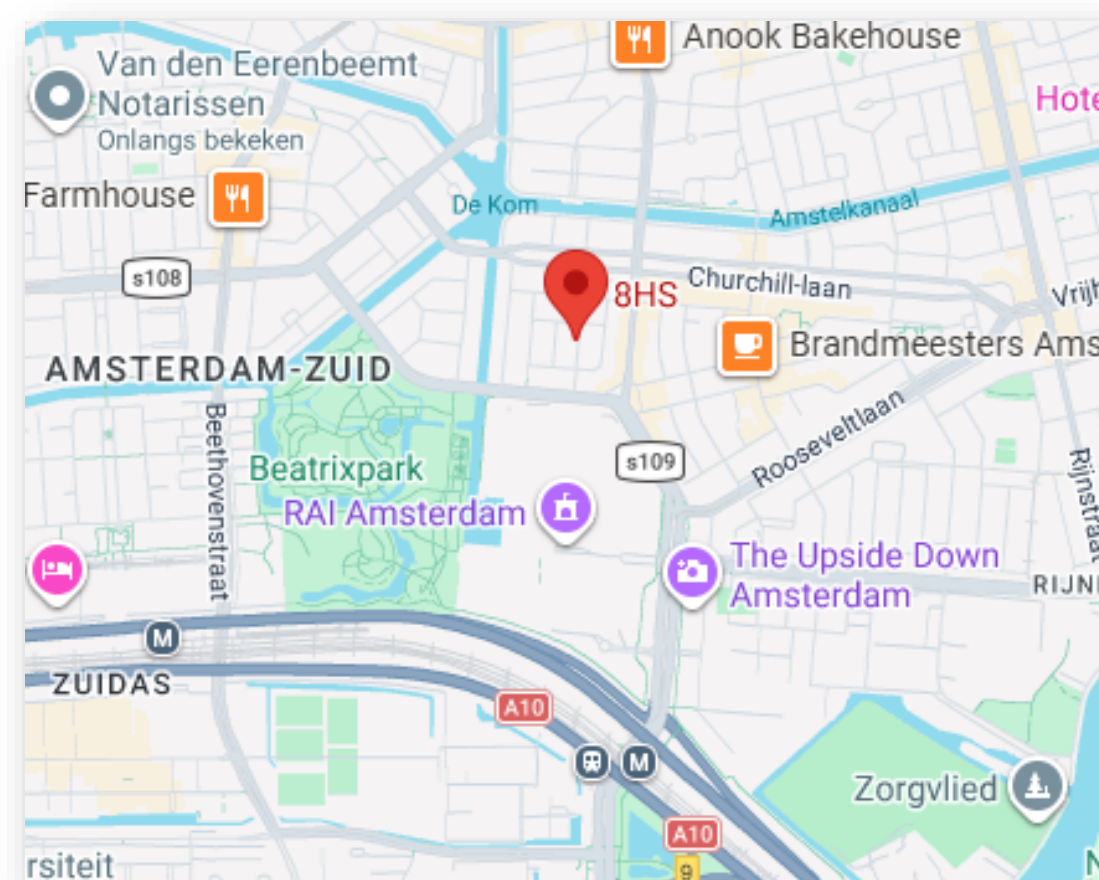 Anook Bakehouse
Van den Eerenbeemt
Notarissen
Onlangs bekeken
Hote
Farmhouse
De Kom
Amstelkanaal
s108
8HS
Churchill-laan
Vrijh
Brandmeesters Ams
AMSTERDAM-ZUID
Beethovenstraat
Rooseveltlaan
Beatrixpark
s109
Rijnstraat
RAI Amsterdam
The Upside Down
Amsterdam
RIJN
M
ZUIDAS
A10
M
Zorgvlied
A10
9
rsiteit
N